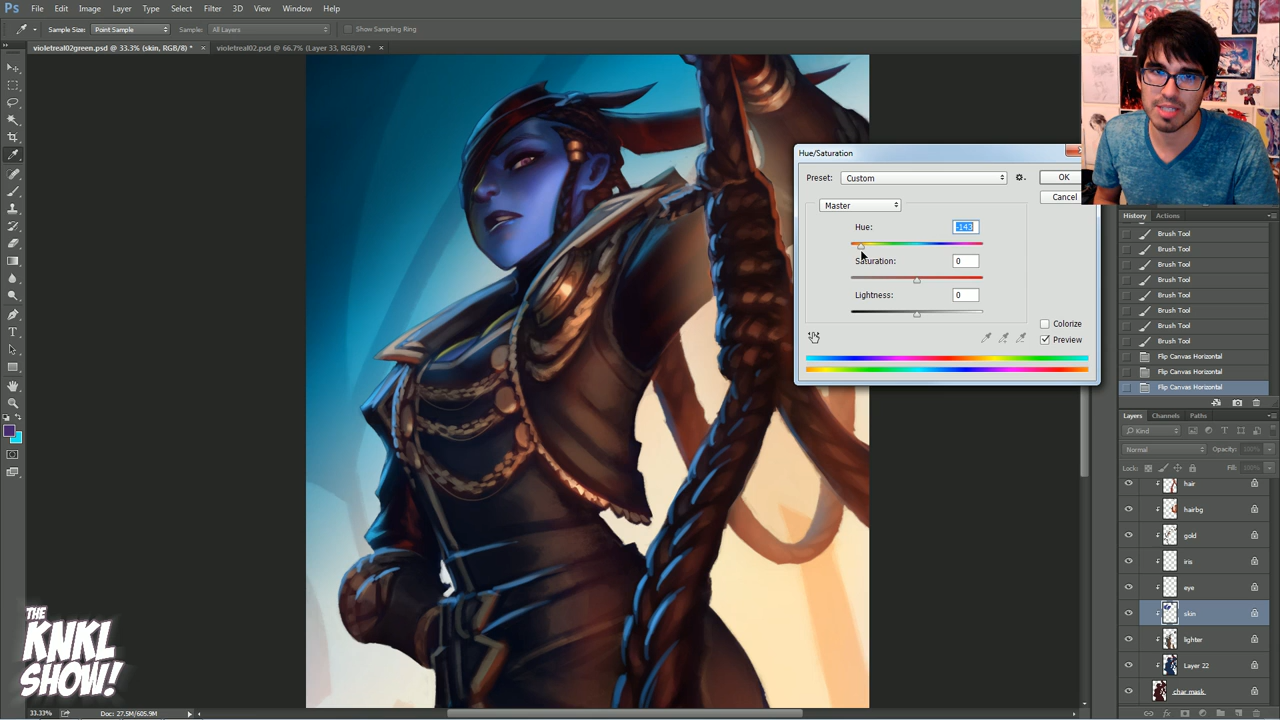 Ps File Edit Image Layer Type Select Filter 3D View Window Help
Sample Size: Point Sample Sample: All Layers Show Sampling Ring
violetreal02green.psd @ 33.3% (skin, RGB/8) * × violetreal02.psd @ 66.7% (Layer 33, RGB/8) * ×
Hue/Saturation
Preset: Custom OK
Cancel
Master
Hue: -143
Saturation: 0
Lightness: 0
Colorize
Preview
History Actions
Brush Tool
Brush Tool
Brush Tool
Brush Tool
Brush Tool
Brush Tool
Brush Tool
Brush Tool
Flip Canvas Horizontal
Flip Canvas Horizontal
Flip Canvas Horizontal
Layers Channels Paths
Kind
Normal Opacity: 100%
Lock: Fill: 100%
hair
hairbg
gold
iris
eye
skin
lighter
Layer 22
char mask
THE
KNKL
SHOW!
33.33% Doc: 27.5M/605.9M